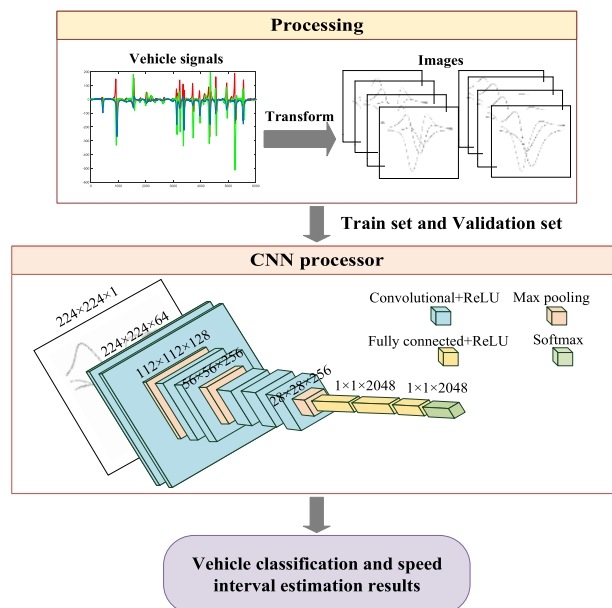 Processing
Vehicle signals
Images
Transform
Train set and Validation set
CNN processor
224×224×1
224×224×64
112×112×128
56×56×256
28×28×256
1×1×2048
1×1×2048
Convolutional+ReLU
Max pooling
Fully connected+ReLU
Softmax
Vehicle classification and speed
interval estimation results